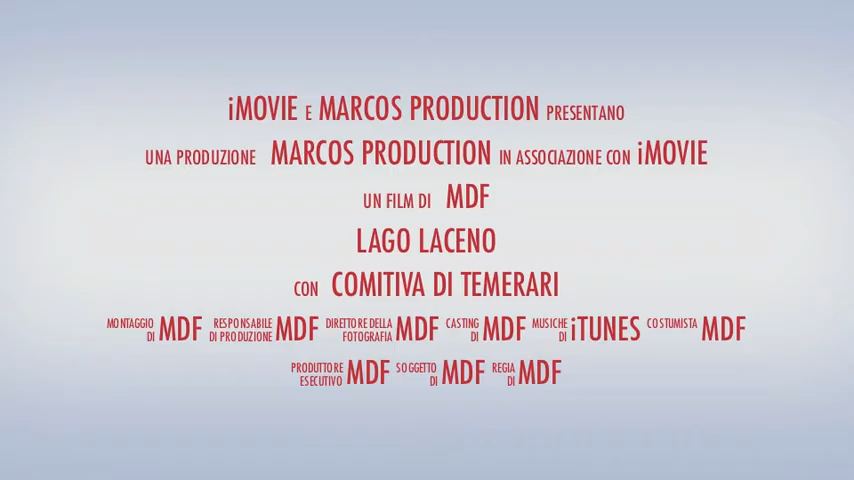 iMOVIE E MARCOS PRODUCTION PRESENTANO
UNA PRODUZIONE MARCOS PRODUCTION IN ASSOCIAZIONE CON iMOVIE
UN FILM DI MDF
LAGO LACENO
CON COMITIVA DI TEMERARI
MONTAGGIO DI MDF RESPONSABILE DI PRODUZIONE MDF DIRETTORE DELLA FOTOGRAFIA MDF CASTING DI MDF MUSICHE DI iTUNES COSTUMISTA MDF
PRODUTTORE ESECUTIVO MDF SOGGETTO DI MDF REGIA DI MDF